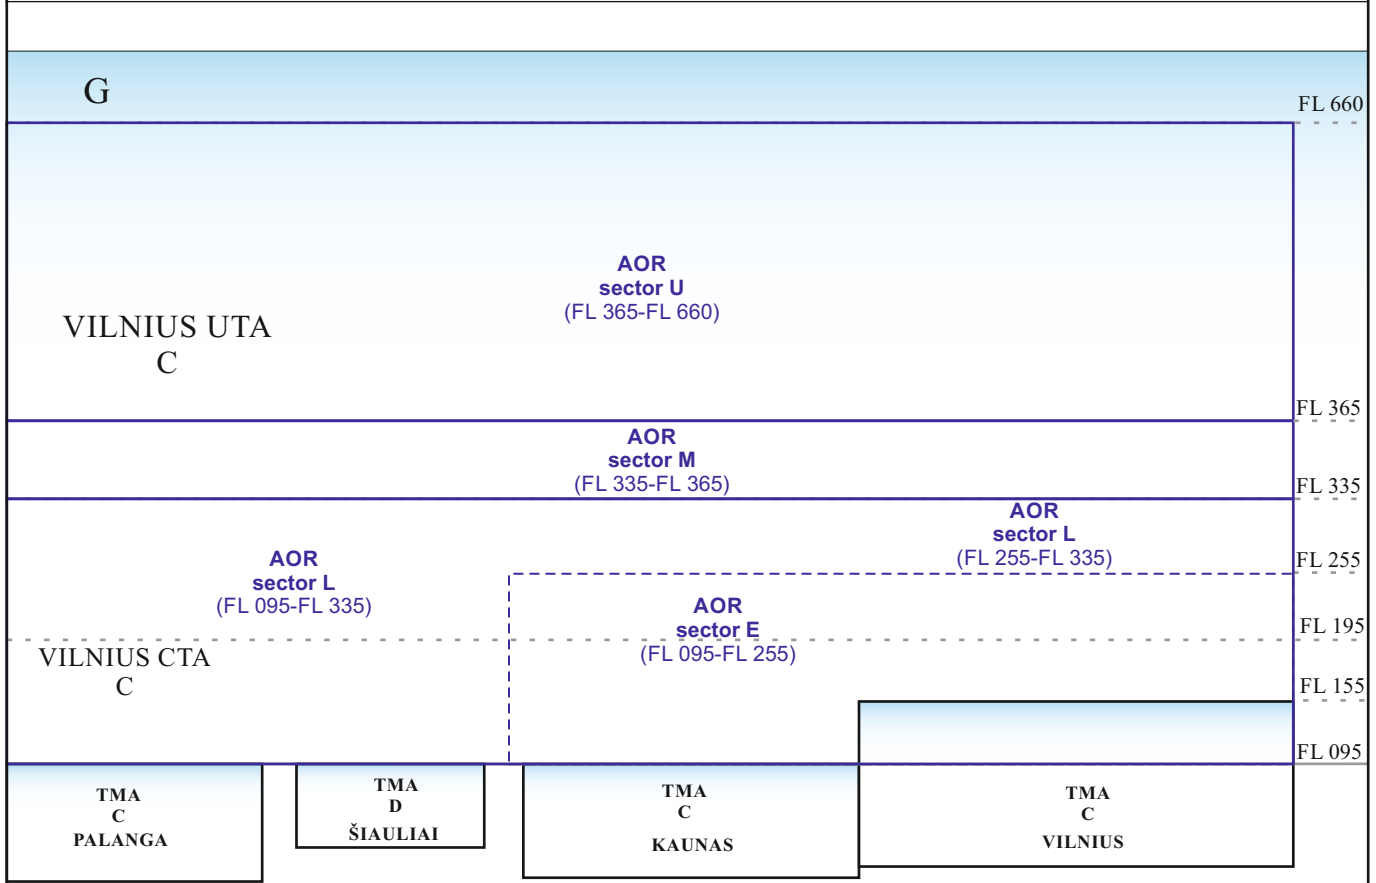 G
FL 660
AOR
sector U
(FL 365-FL 660)
VILNIUS UTA
C
FL 365
AOR
sector M
(FL 335-FL 365)
FL 335
AOR
sector L
(FL 255-FL 335)
FL 255
AOR
sector L
(FL 095-FL 335)
AOR
sector E
(FL 095-FL 255)
FL 195
VILNIUS CTA
C
FL 155
FL 095
TMA
C
PALANGA
TMA
D
ŠIAULIAI
TMA
C
KAUNAS
TMA
C
VILNIUS